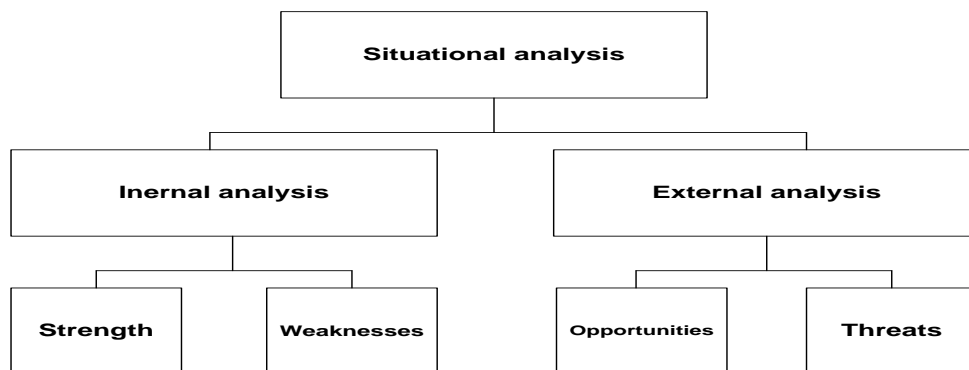 Situational analysis
Inernal analysis
External analysis
Strength
Weaknesses
Opportunities
Threats